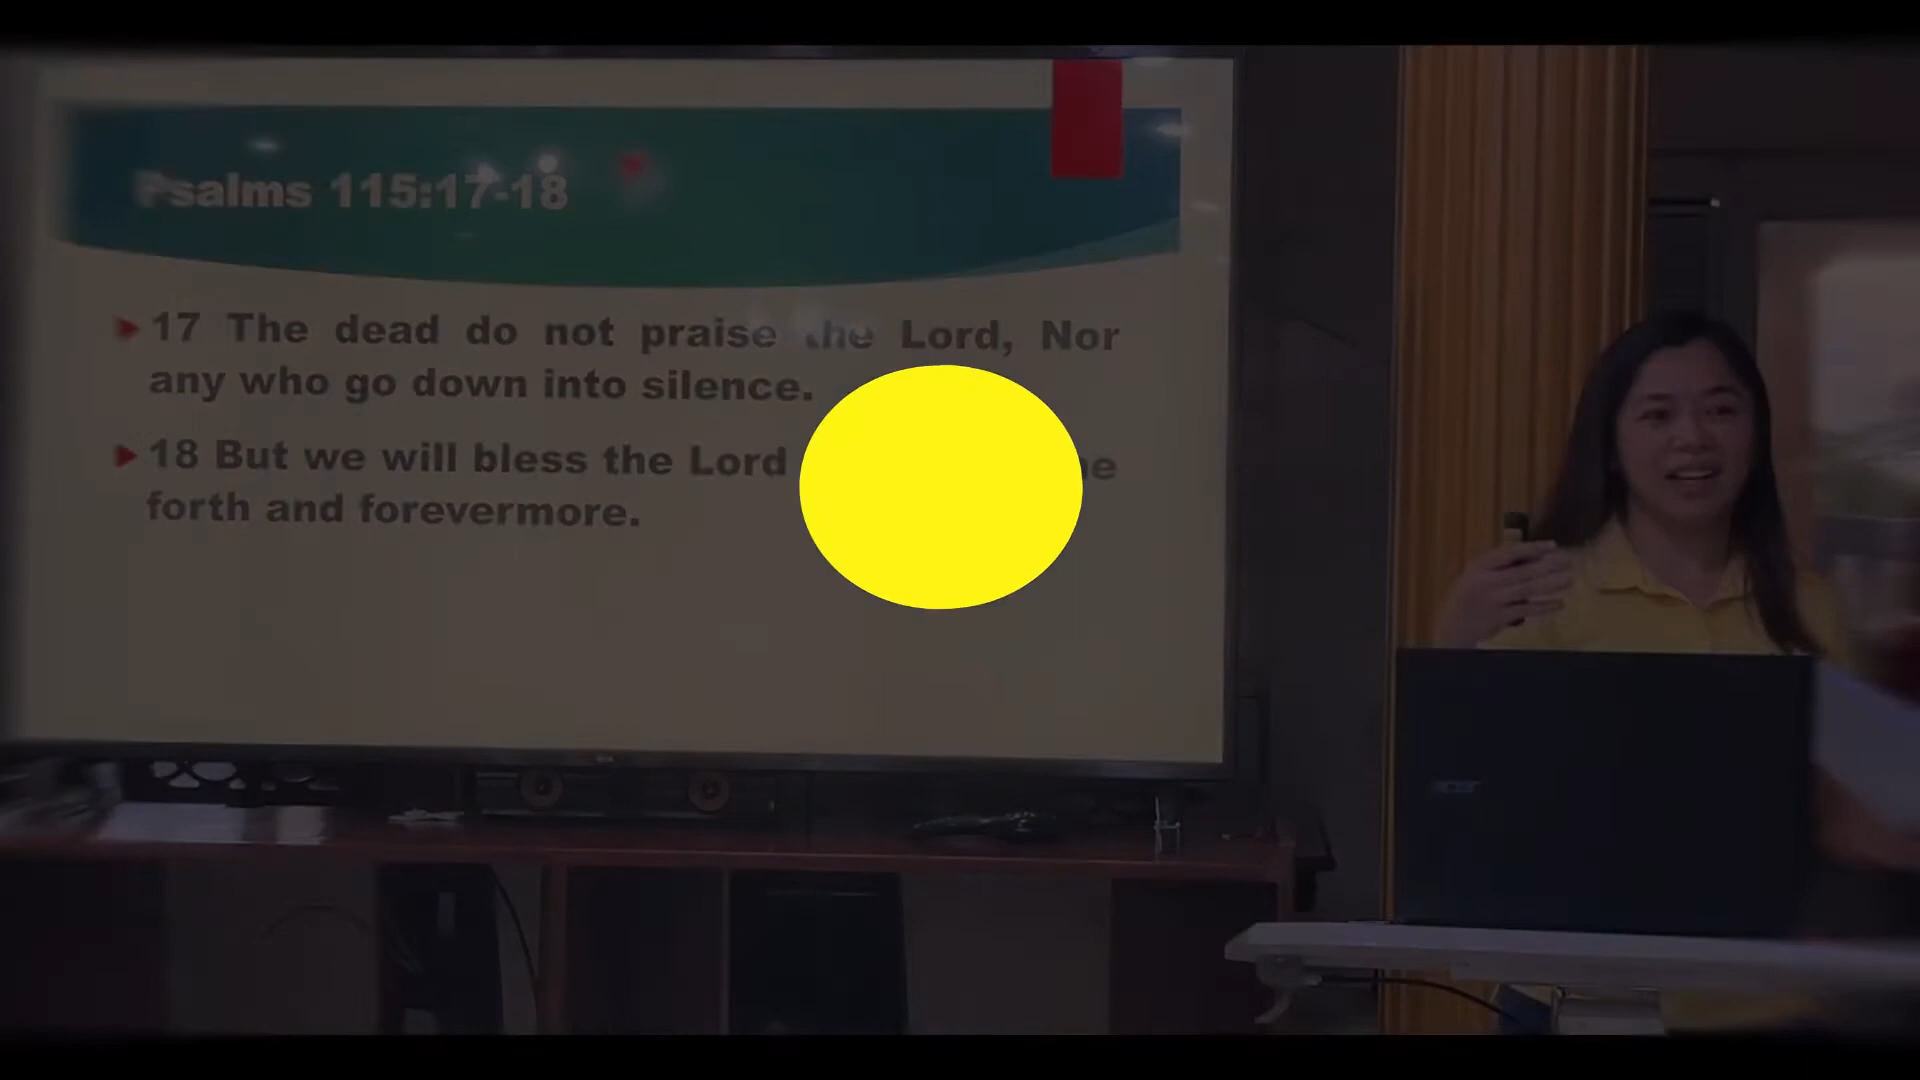 Psalms 115:17-18
17 The dead do not praise the Lord, Nor
any who go down into silence.
18 But we will bless the Lord
forth and forevermore.
acer